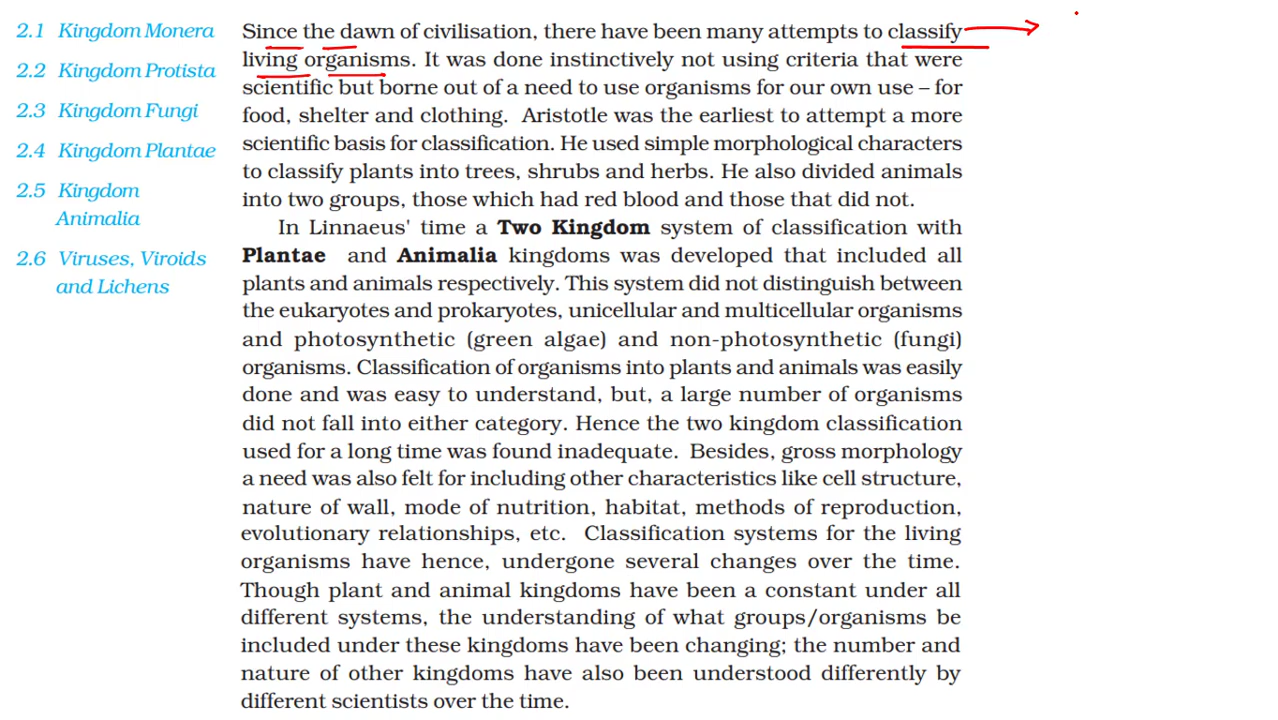 2.1 Kingdom Monera
2.2 Kingdom Protista
2.3 Kingdom Fungi
2.4 Kingdom Plantae
2.5 Kingdom
Animalia
2.6 Viruses, Viroids
and Lichens
Since the dawn of civilisation, there have been many attempts to classify
living organisms. It was done instinctively not using criteria that were
scientific but borne out of a need to use organisms for our own use – for
food, shelter and clothing. Aristotle was the earliest to attempt a more
scientific basis for classification. He used simple morphological characters
to classify plants into trees, shrubs and herbs. He also divided animals
into two groups, those which had red blood and those that did not.
In Linnaeus' time a Two Kingdom system of classification with
Plantae and Animalia kingdoms was developed that included all
plants and animals respectively. This system did not distinguish between
the eukaryotes and prokaryotes, unicellular and multicellular organisms
and photosynthetic (green algae) and non-photosynthetic (fungi)
organisms. Classification of organisms into plants and animals was easily
done and was easy to understand, but, a large number of organisms
did not fall into either category. Hence the two kingdom classification
used for a long time was found inadequate. Besides, gross morphology
a need was also felt for including other characteristics like cell structure,
nature of wall, mode of nutrition, habitat, methods of reproduction,
evolutionary relationships, etc. Classification systems for the living
organisms have hence, undergone several changes over the time.
Though plant and animal kingdoms have been a constant under all
different systems, the understanding of what groups/organisms be
included under these kingdoms have been changing; the number and
nature of other kingdoms have also been understood differently by
different scientists over the time.